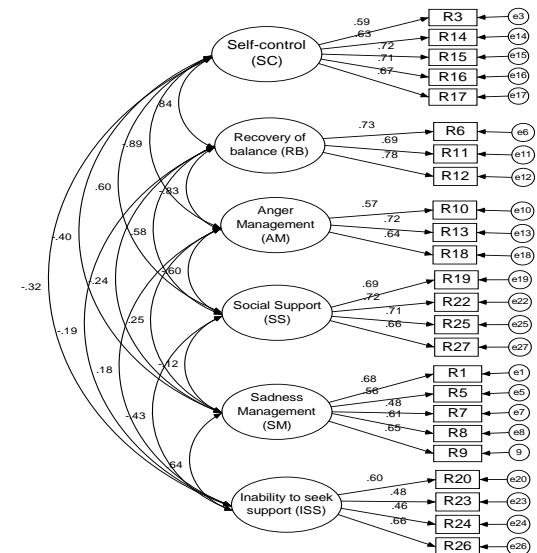 .59
R3
e3
.63
R14
e14
Self-control
(SC)
.72
R15
e15
.71
R16
e16
.67
R17
e17
.84
.73
R6
e6
Recovery of
balance (RB)
.69
R11
e11
.78
R12
e12
-.89
-.83
.60
.57
R10
e10
Anger
Management
(AM)
.72
R13
e13
.64
R18
e18
-.40
.58
-.60
.69
R19
e19
-.32
-.24
Social Support
(SS)
.72
R22
e22
.71
R25
e25
.66
R27
e27
-.19
.25
-.12
.18
.68
R1
e1
.56
R5
e5
Sadness
Management
(SM)
.48
R7
e7
.61
R8
e8
.65
R9
9
-.43
.64
.60
R20
e20
Inability to seek
support (ISS)
.48
R23
e23
.46
R24
e24
.66
R26
e26